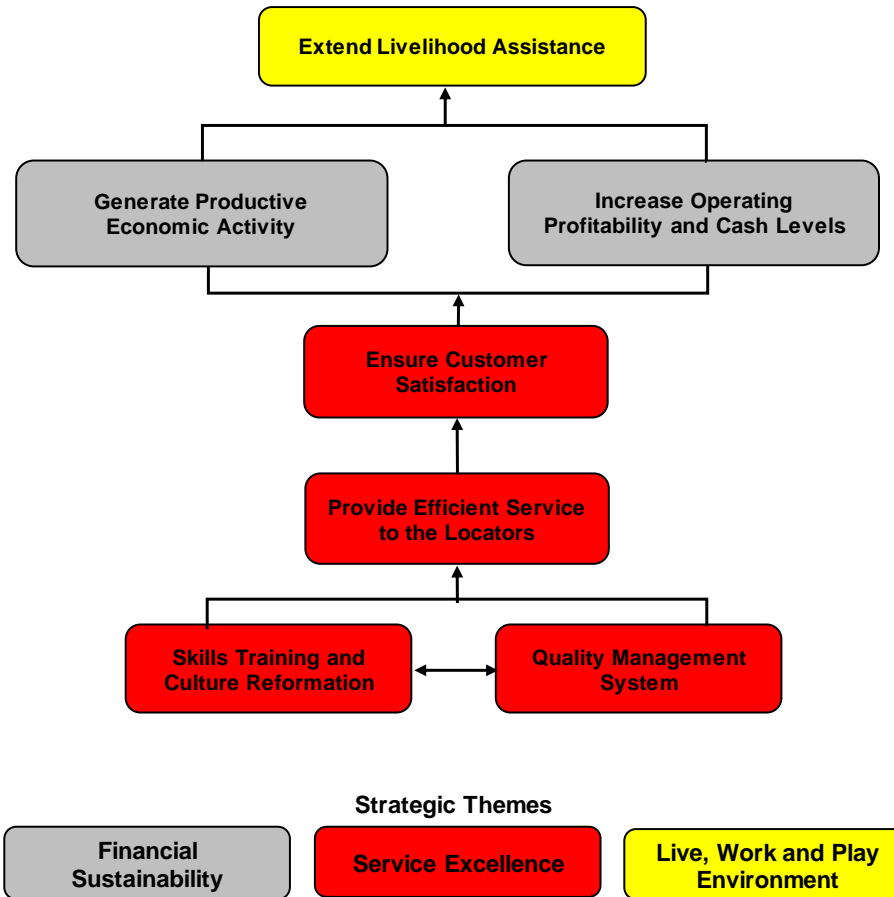 Extend Livelihood Assistance
Generate Productive
Economic Activity
Increase Operating
Profitability and Cash Levels
Ensure Customer
Satisfaction
Provide Efficient Service
to the Locators
Skills Training and
Culture Reformation
Quality Management
System
Strategic Themes
Financial
Sustainability
Service Excellence
Live, Work and Play
Environment